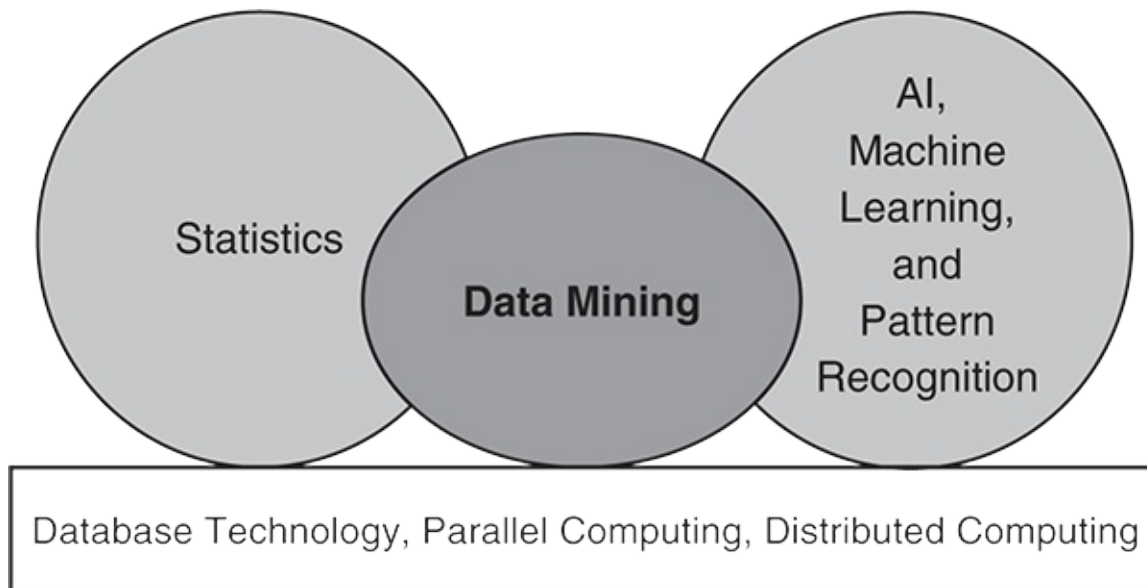 Statistics
Data Mining
AI,
Machine
Learning,
and
Pattern
Recognition
Database Technology, Parallel Computing, Distributed Computing